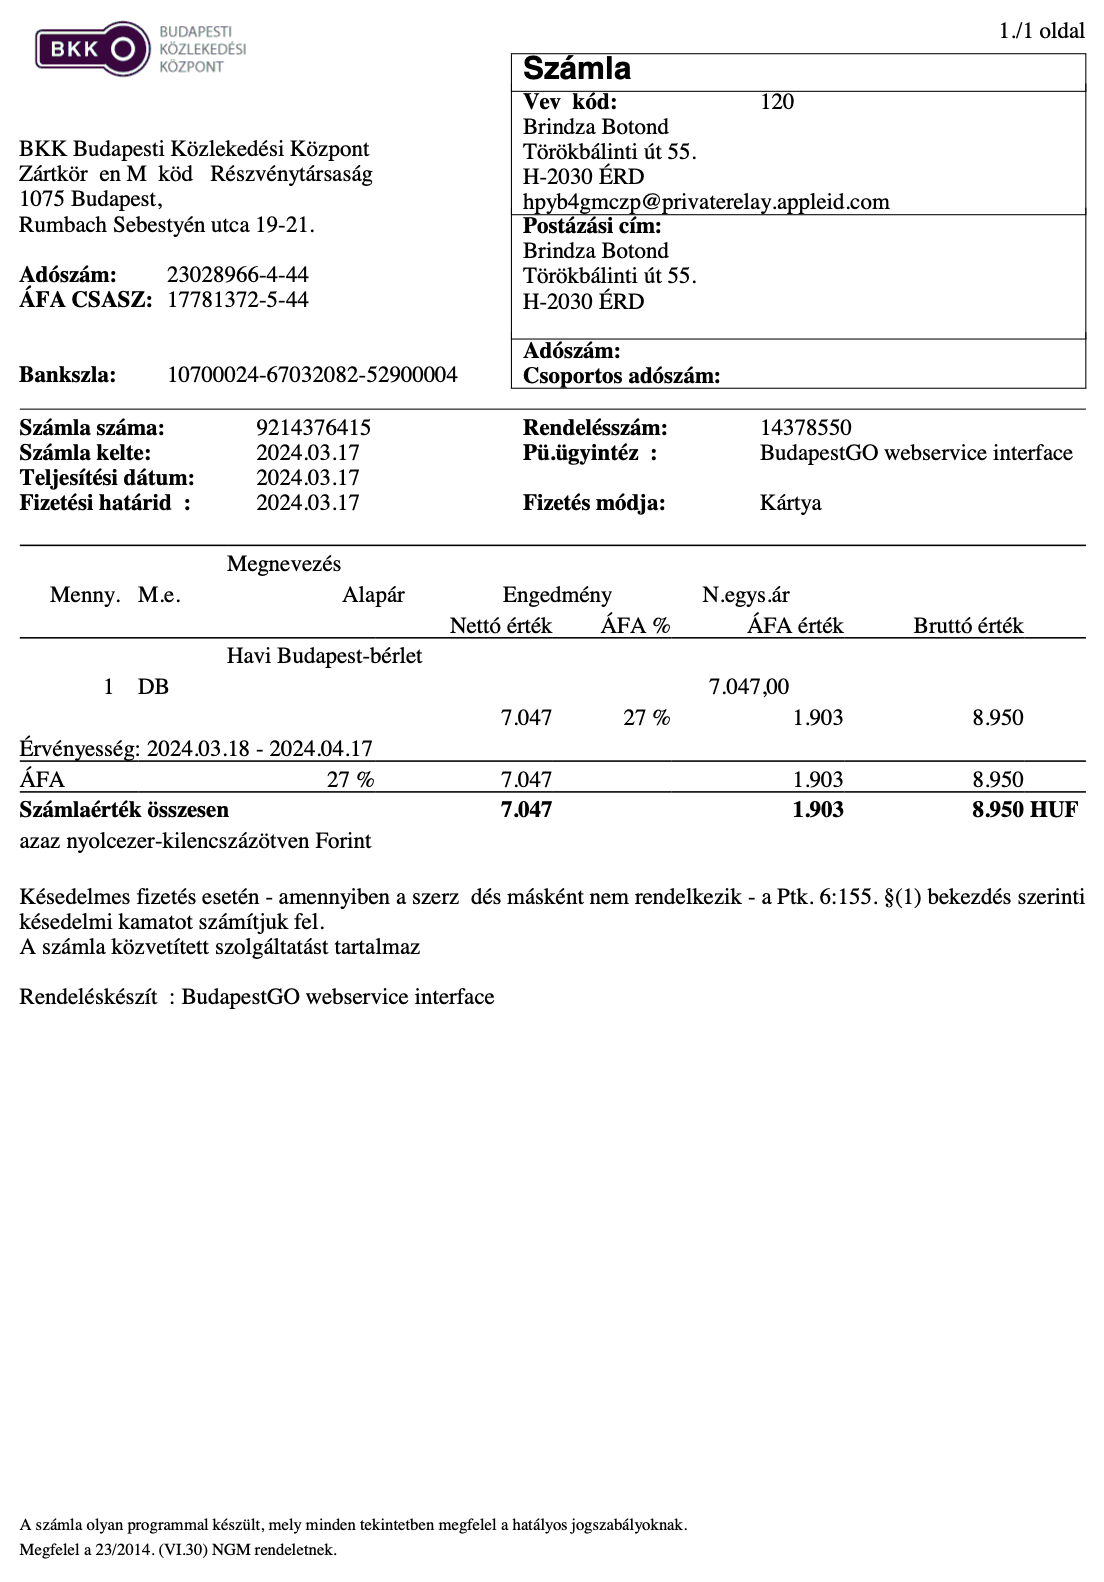 BKK
BUDAPESTI
KÖZLEKEDÉSI
KÖZPONT
1./1 oldal
Számla
Vev  kód: 120
Brindza Botond
Törökbálinti út 55.
H-2030 ÉRD
hpyb4gmczp@privaterelay.appleid.com
BKK Budapesti Közlekedési Központ
Zártkör  en M  köd   Részvénytársaság
1075 Budapest,
Rumbach Sebestyén utca 19-21.
Postázási cím:
Brindza Botond
Törökbálinti út 55.
H-2030 ÉRD
Adószám: 23028966-4-44
ÁFA CSASZ: 17781372-5-44
Adószám:
Csoportos adószám:
Bankszla: 10700024-67032082-52900004
Számla száma: 9214376415 Rendelésszám: 14378550
Számla kelte: 2024.03.17 Pü.ügyintéz  : BudapestGO webservice interface
Teljesítési dátum: 2024.03.17
Fizetési határid  : 2024.03.17 Fizetés módja: Kártya
Megnevezés
Menny. M.e. Alapár Engedmény N.egys.ár
Nettó érték ÁFA % ÁFA érték Bruttó érték
Havi Budapest-bérlet
1 DB 7.047,00
7.047 27 % 1.903 8.950
Érvényesség: 2024.03.18 - 2024.04.17
ÁFA 27 % 7.047 1.903 8.950
Számlaérték összesen 7.047 1.903 8.950 HUF
azaz nyolcezer-kilencszázötven Forint
Késedelmes fizetés esetén - amennyiben a szerz  dés másként nem rendelkezik - a Ptk. 6:155. §(1) bekezdés szerinti
késedelmi kamatot számítjuk fel.
A számla közvetített szolgáltatást tartalmaz
Rendeléskészít  : BudapestGO webservice interface
A számla olyan programmal készült, mely minden tekintetben megfelel a hatályos jogszabályoknak.
Megfelel a 23/2014. (VI.30) NGM rendeletnek.